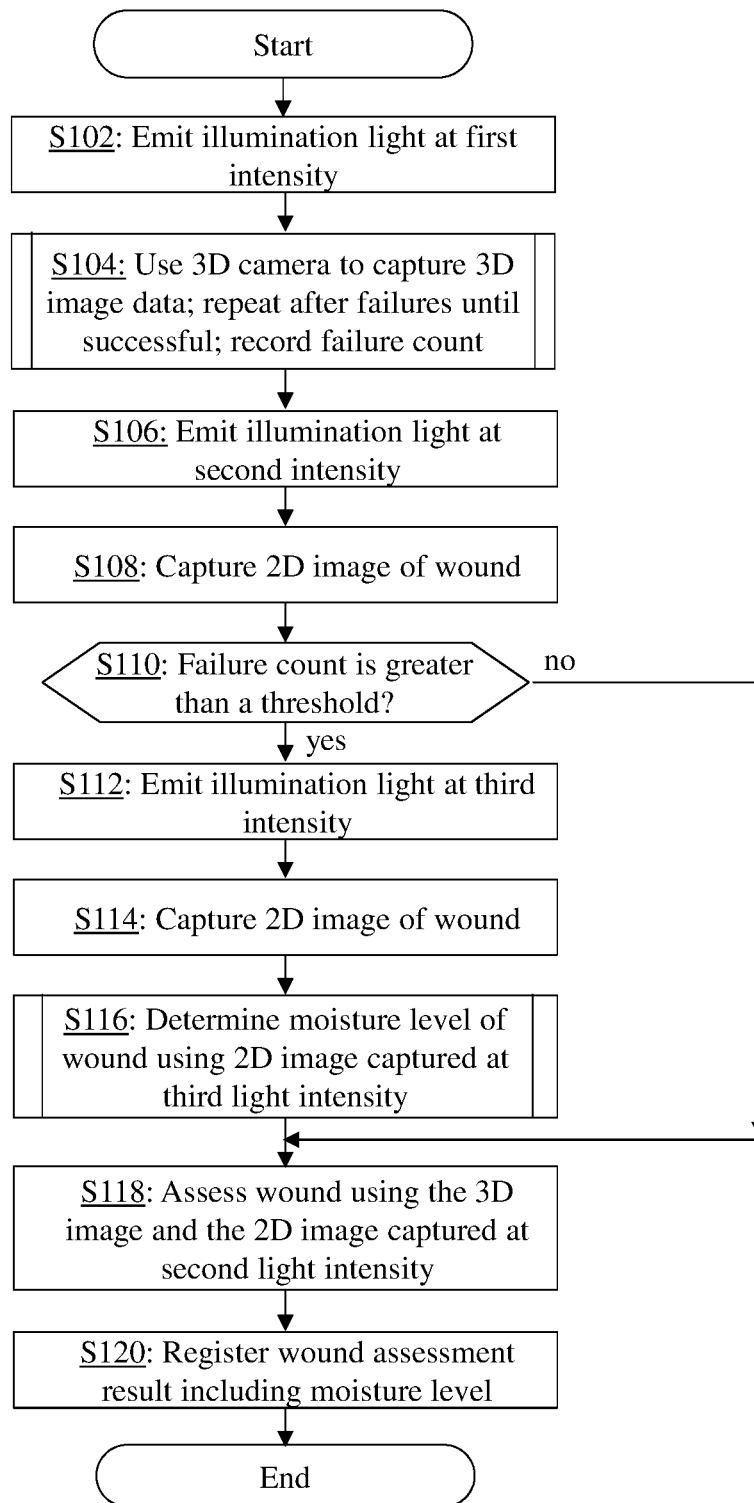 Start
S102: Emit illumination light at first
intensity
S104: Use 3D camera to capture 3D
image data; repeat after failures until
successful; record failure count
S106: Emit illumination light at
second intensity
S108: Capture 2D image of wound
S110: Failure count is greater
than a threshold?
no
yes
S112: Emit illumination light at third
intensity
S114: Capture 2D image of wound
S116: Determine moisture level of
wound using 2D image captured at
third light intensity
S118: Assess wound using the 3D
image and the 2D image captured at
second light intensity
S120: Register wound assessment
result including moisture level
End